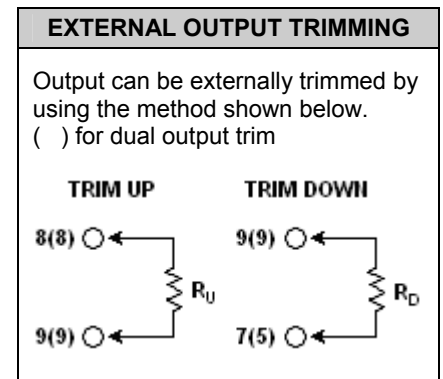 EXTERNAL OUTPUT TRIMMING
Output can be externally trimmed by
using the method shown below.
( ) for dual output trim
TRIM UP TRIM DOWN
8(8) 9(9)
RU RD
9(9) 7(5)